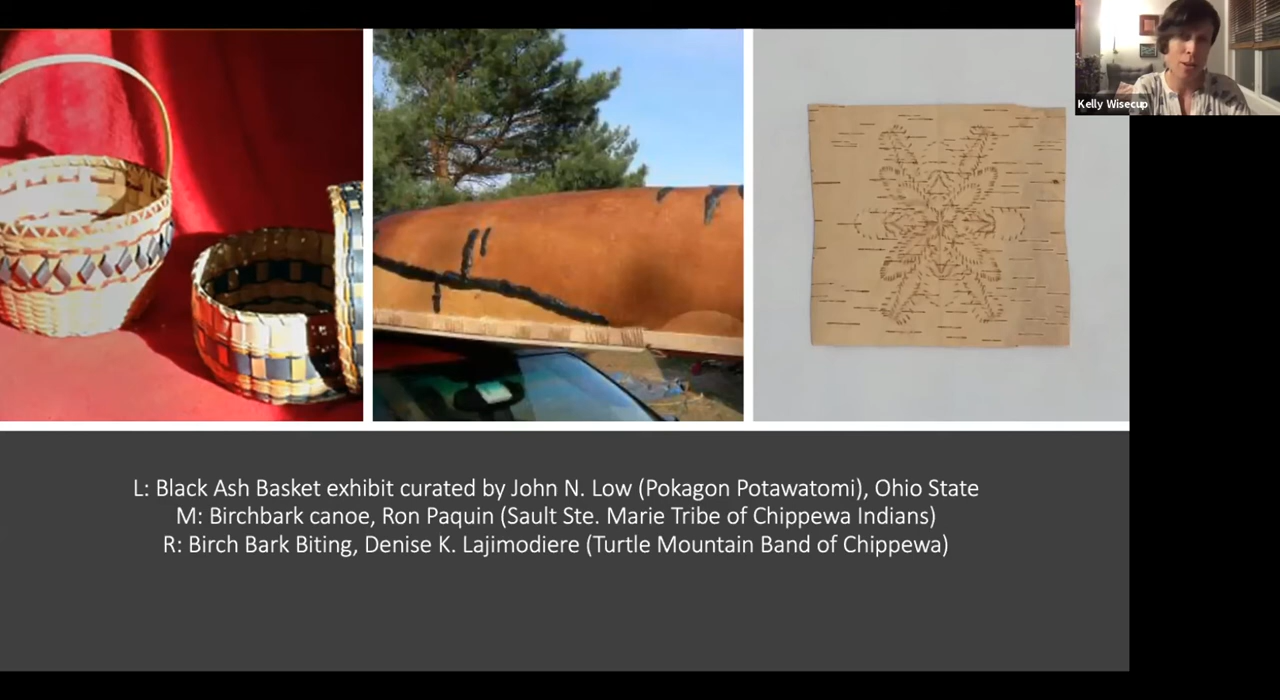 Kelly Wisecup
L: Black Ash Basket exhibit curated by John N. Low (Pokagon Potawatomi), Ohio State
M: Birchbark canoe, Ron Paquin (Sault Ste. Marie Tribe of Chippewa Indians)
R: Birch Bark Biting, Denise K. Lajimodiere (Turtle Mountain Band of Chippewa)